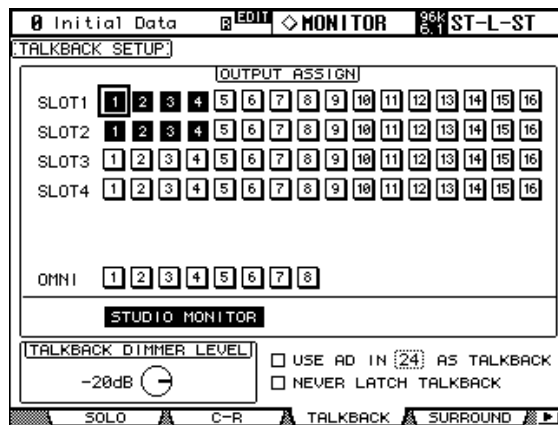 0 Initial Data B EDIT ◇MONITOR 96k 6.1 ST-L-ST
TALKBACK SETUP
OUTPUT ASSIGN
SLOT1 1 2 3 4 5 6 7 8 9 10 11 12 13 14 15 16
SLOT2 1 2 3 4 5 6 7 8 9 10 11 12 13 14 15 16
SLOT3 1 2 3 4 5 6 7 8 9 10 11 12 13 14 15 16
SLOT4 1 2 3 4 5 6 7 8 9 10 11 12 13 14 15 16
OMNI 1 2 3 4 5 6 7 8
STUDIO MONITOR
TALKBACK DIMMER LEVEL
-20dB
USE AD IN 24 AS TALKBACK
NEVER LATCH TALKBACK
SOLO C-R TALKBACK SURROUND